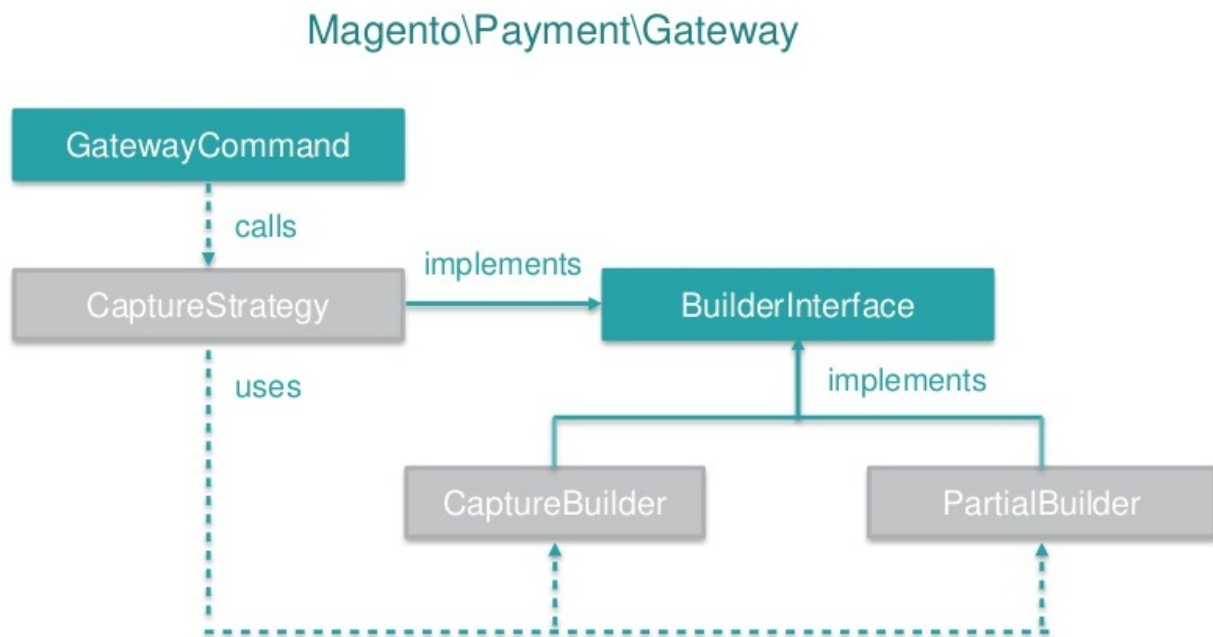 Magento\Payment\Gateway
GatewayCommand
calls
CaptureStrategy
implements
BuilderInterface
uses
implements
CaptureBuilder
PartialBuilder